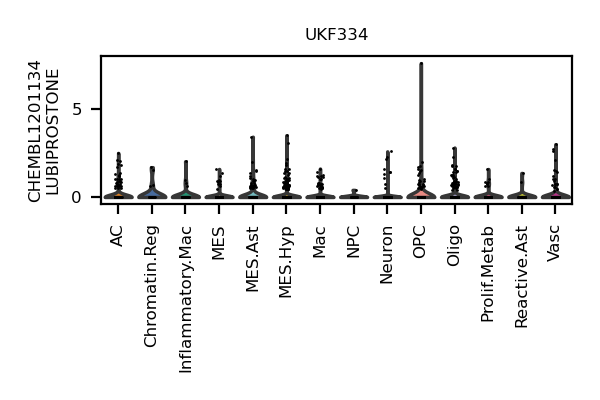 UKF334
CHEMBL1201134
LUBIPROSTONE
5
0
AC
Chromatin.Reg
Inflammatory.Mac
MES
MES.Ast
MES.Hyp
Mac
NPC
Neuron
OPC
Oligo
Prolif.Metab
Reactive.Ast
Vasc